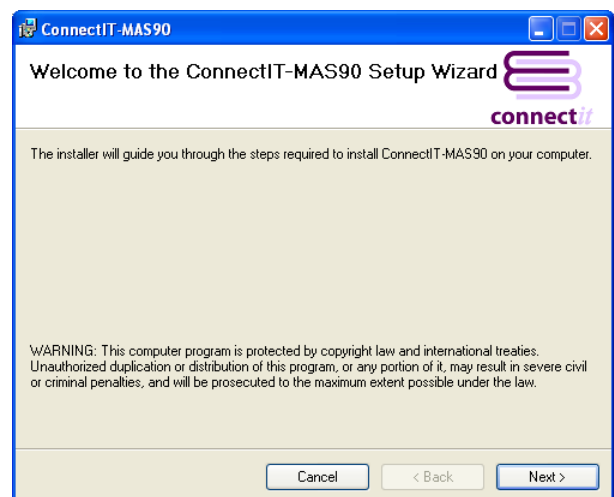 ConnectIT-MAS90
Welcome to the ConnectIT-MAS90 Setup Wizard
connectit
The installer will guide you through the steps required to install ConnectIT-MAS90 on your computer.
WARNING: This computer program is protected by copyright law and international treaties.
Unauthorized duplication or distribution of this program, or any portion of it, may result in severe civil
or criminal penalties, and will be prosecuted to the maximum extent possible under the law.
Cancel
< Back
Next >